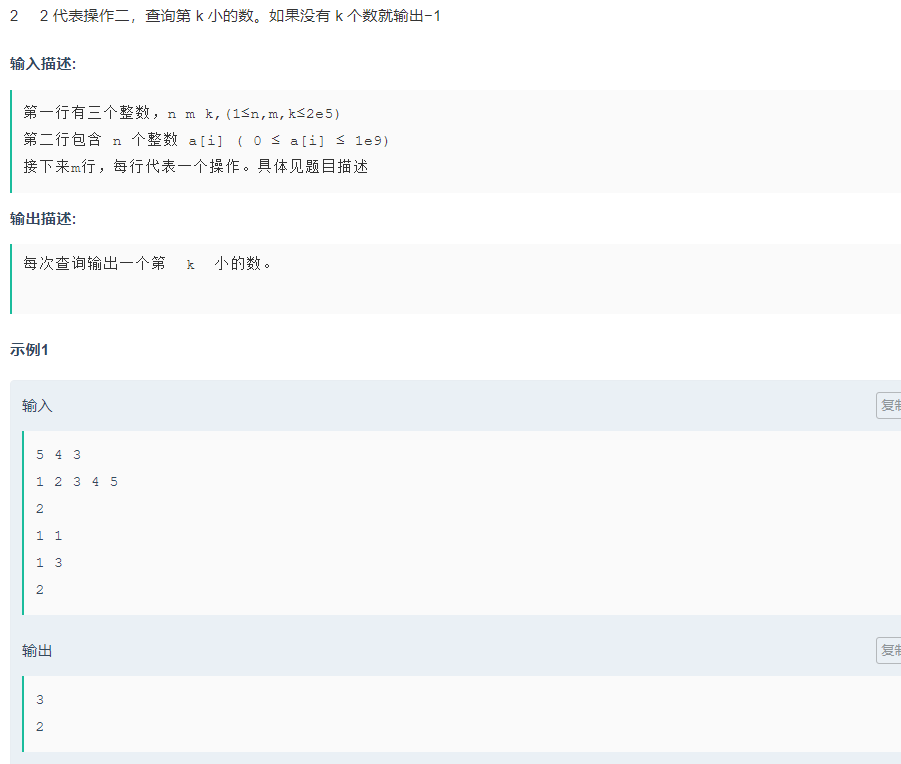 2 2 代表操作二，查询第 k 小的数。如果没有 k 个数就输出-1
输入描述:
第一行有三个整数，n m k,(1≤n,m,k≤2e5)
第二行包含 n 个整数 a[i] ( 0 ≤ a[i] ≤ 1e9)
接下来m行，每行代表一个操作。具体见题目描述
输出描述:
每次查询输出一个第 k 小的数。
示例1
输入
复制
5 4 3
1 2 3 4 5
2
1 1
1 3
2
输出
复制
3
2